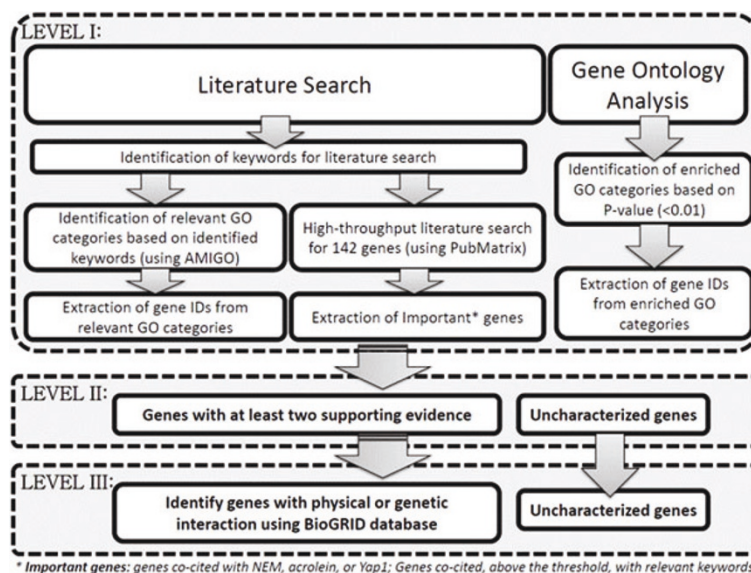 LEVEL I:
Literature Search
Gene Ontology
Analysis
Identification of keywords for literature search
Identification of relevant GO
categories based on identified
keywords (using AMIGO)
High-throughput literature search
for 142 genes (using PubMatrix)
Identification of enriched
GO categories based on
P-value (<0.01)
Extraction of gene IDs from
relevant GO categories
Extraction of Important* genes
Extraction of gene IDs
from enriched GO
categories
LEVEL II:
Genes with at least two supporting evidence
Uncharacterized genes
LEVEL III:
Identify genes with physical or genetic
interaction using BioGRID database
Uncharacterized genes
* Important genes: genes co-cited with NEM, acrolein, or Yap1; Genes co-cited, above the threshold, with relevant keywords